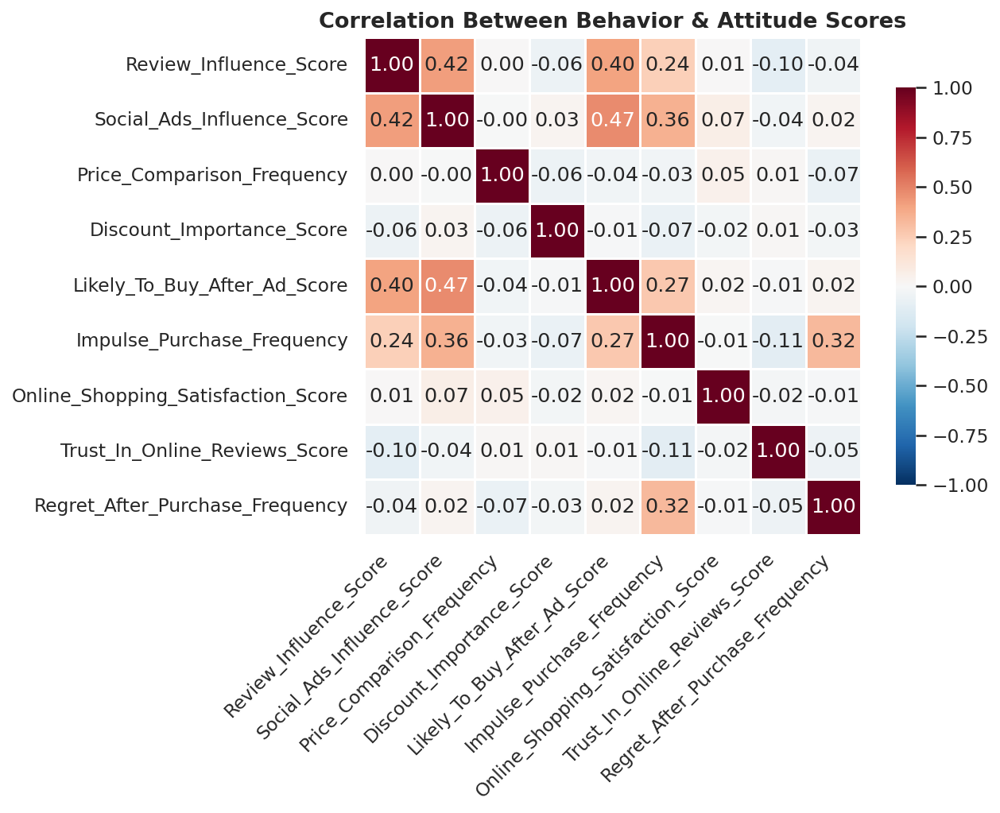 Correlation Between Behavior & Attitude Scores
Review_Influence_Score 1.00 0.42 0.00 -0.06 0.40 0.24 0.01 -0.10 -0.04
Social_Ads_Influence_Score 0.42 1.00 -0.00 0.03 0.47 0.36 0.07 -0.04 0.02
Price_Comparison_Frequency 0.00 -0.00 1.00 -0.06 -0.04 -0.03 0.05 0.01 -0.07
Discount_Importance_Score -0.06 0.03 -0.06 1.00 -0.01 -0.07 -0.02 0.01 -0.03
Likely_To_Buy_After_Ad_Score 0.40 0.47 -0.04 -0.01 1.00 0.27 0.02 -0.01 0.02
Impulse_Purchase_Frequency 0.24 0.36 -0.03 -0.07 0.27 1.00 -0.01 -0.11 0.32
Online_Shopping_Satisfaction_Score 0.01 0.07 0.05 -0.02 0.02 -0.01 1.00 -0.02 -0.01
Trust_In_Online_Reviews_Score -0.10 -0.04 0.01 0.01 -0.01 -0.11 -0.02 1.00 -0.05
Regret_After_Purchase_Frequency -0.04 0.02 -0.07 -0.03 0.02 0.32 -0.01 -0.05 1.00
Review_Influence_Score
Social_Ads_Influence_Score
Price_Comparison_Frequency
Discount_Importance_Score
Likely_To_Buy_After_Ad_Score
Impulse_Purchase_Frequency
Online_Shopping_Satisfaction_Score
Trust_In_Online_Reviews_Score
Regret_After_Purchase_Frequency
1.00
0.75
0.50
0.25
0.00
−0.25
−0.50
−0.75
−1.00